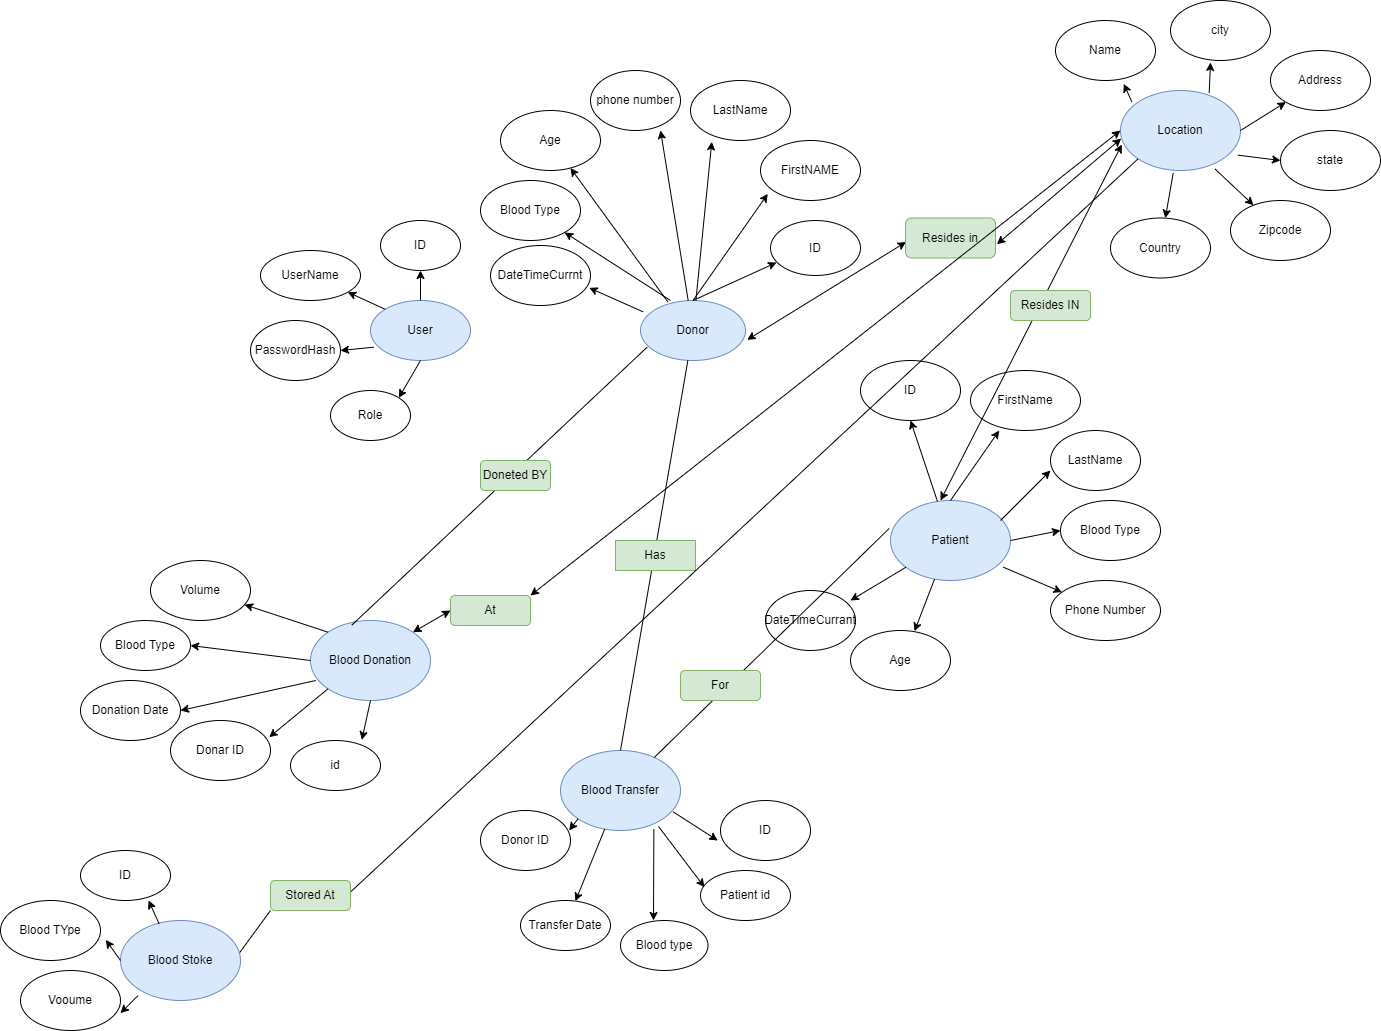 city
Name
Address
Location
state
Zipcode
Country
phone number
LastName
Age
FirstNAME
Blood Type
ID
DateTimeCurrnt
Donor
Resides in
ID
UserName
User
PasswordHash
Role
Resides IN
ID
FirstName
LastName
Blood Type
Patient
Phone Number
DateTimeCurrant
Age
Doneted BY
Has
At
Volume
Blood Type
Blood Donation
Donation Date
Donar ID
id
For
Blood Transfer
Donor ID
ID
Patient id
Transfer Date
Blood type
Stored At
ID
Blood TYpe
Blood Stoke
Vooume